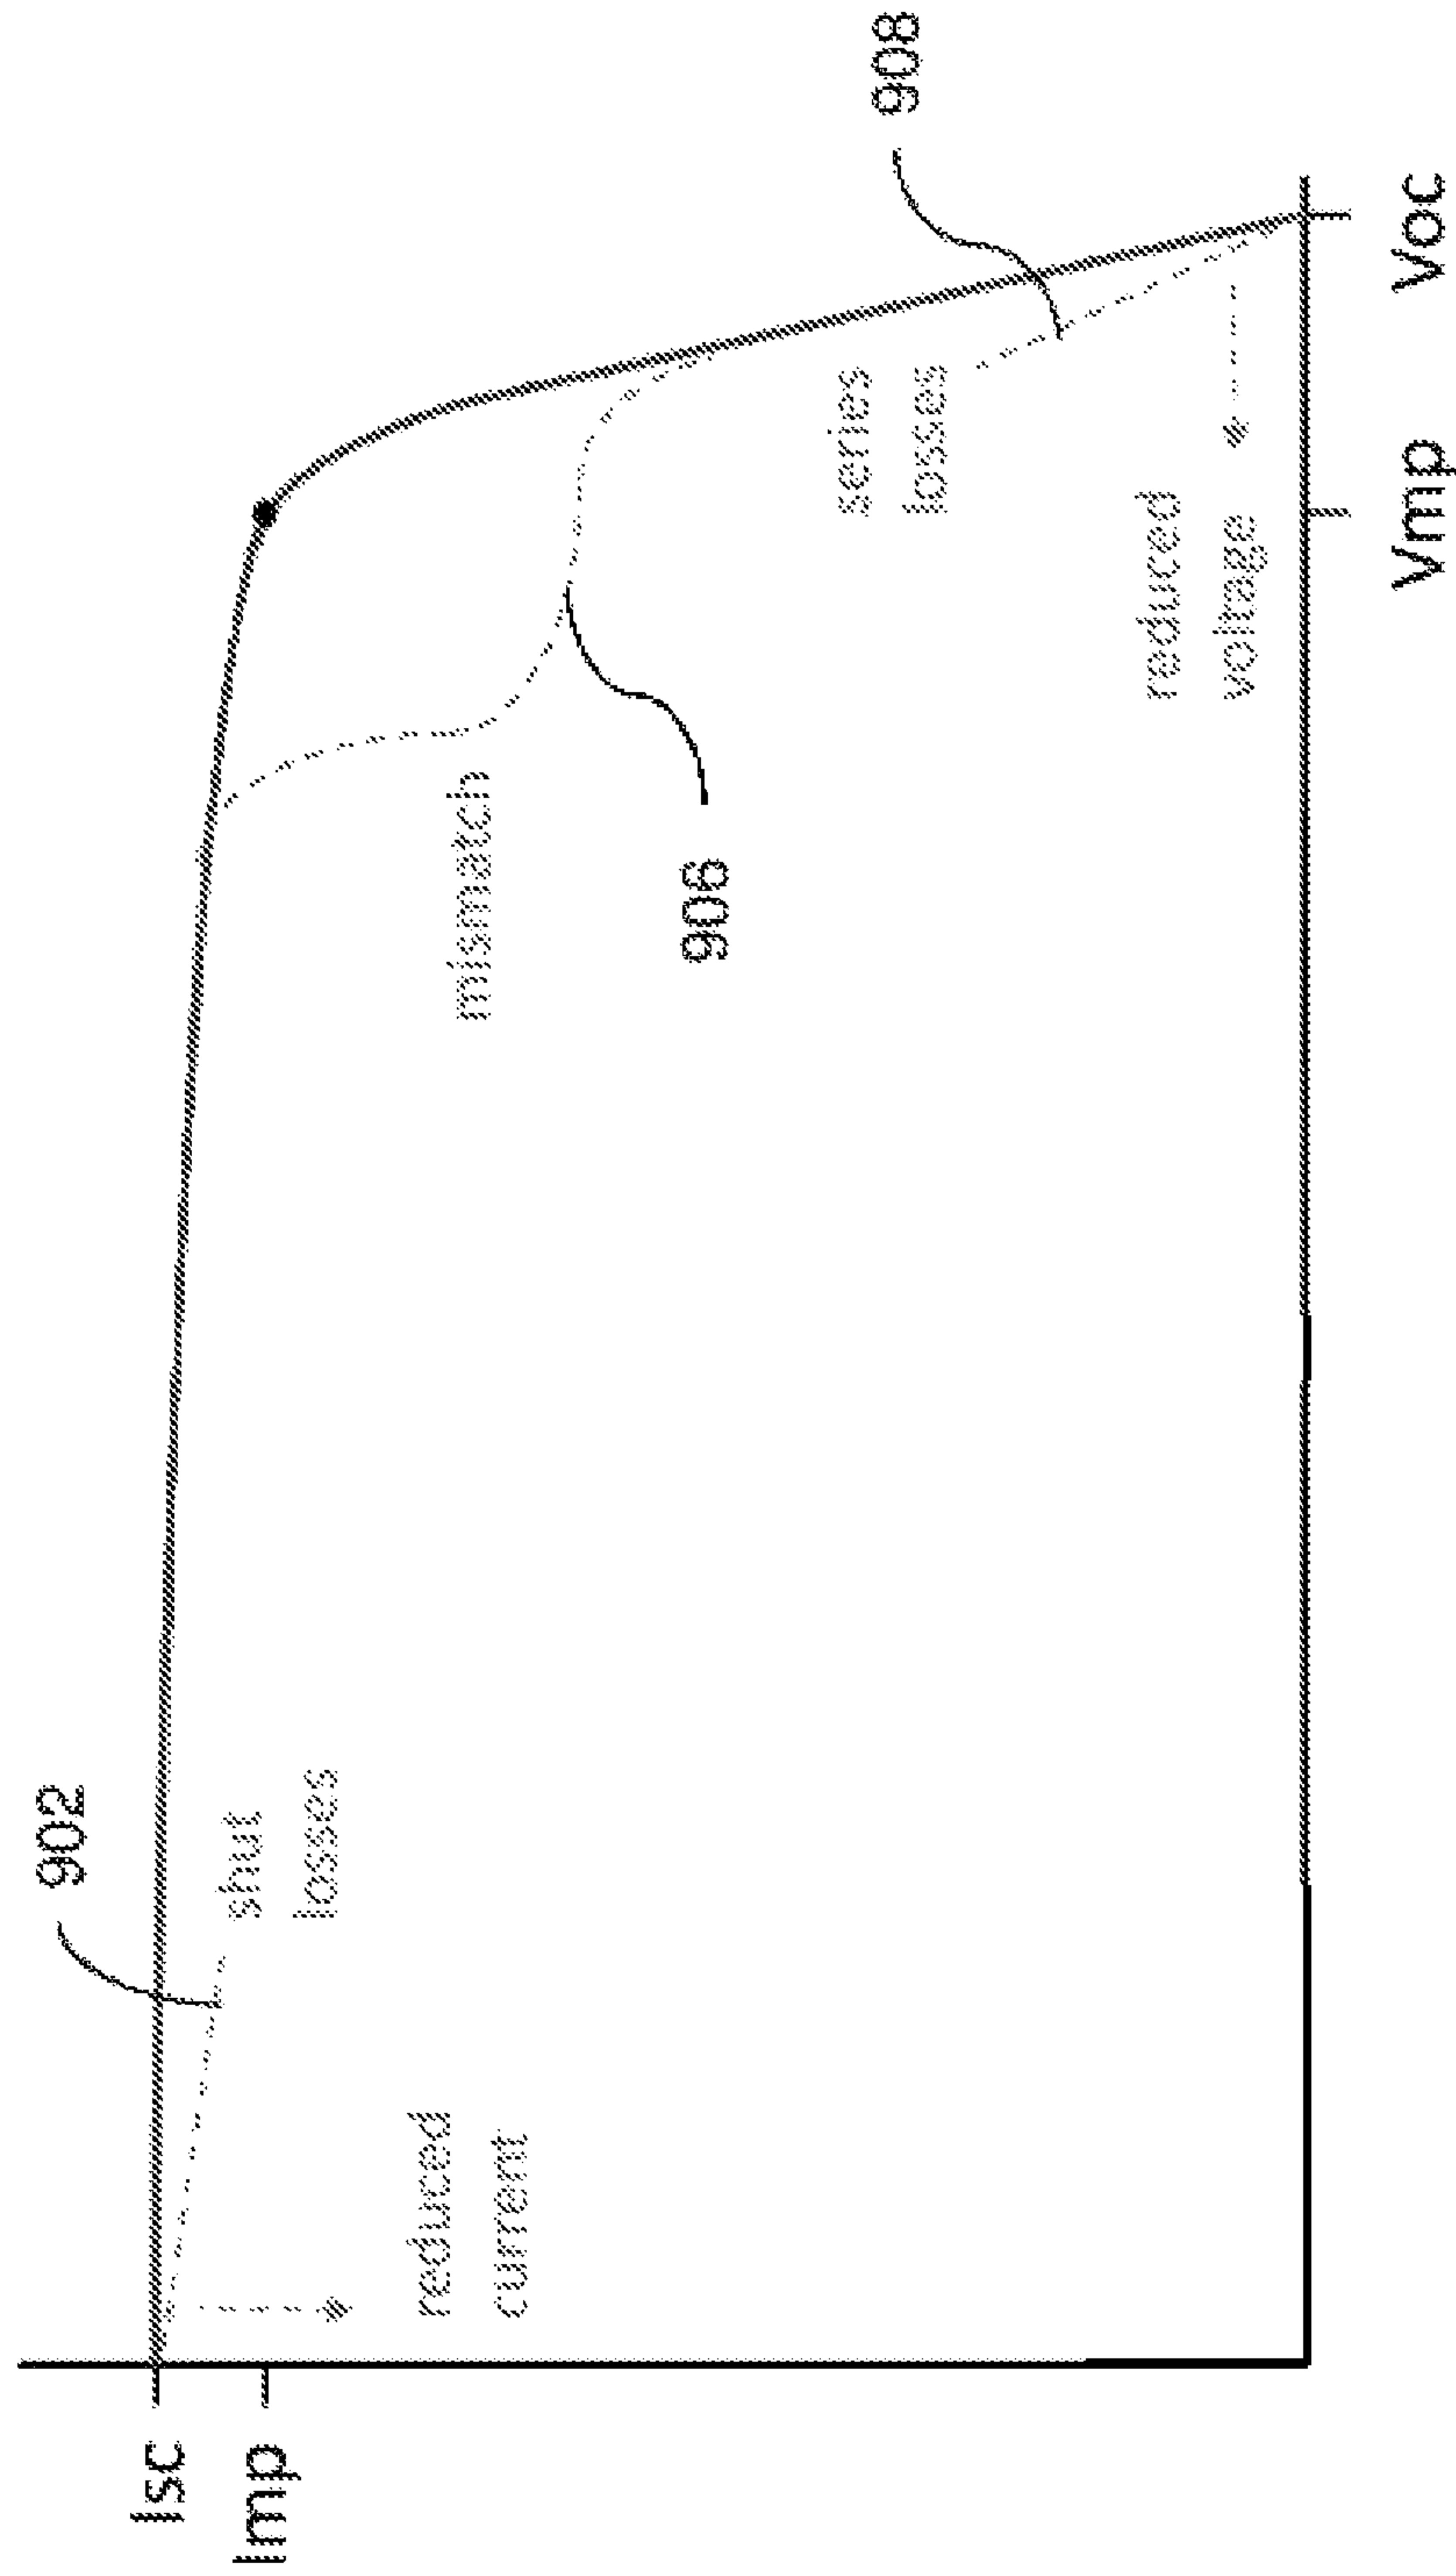 902
908
Isc
Imp
shut
losses
reduced
current
mismatch
906
series
losses
reduced
voltage
Vmp
Voc